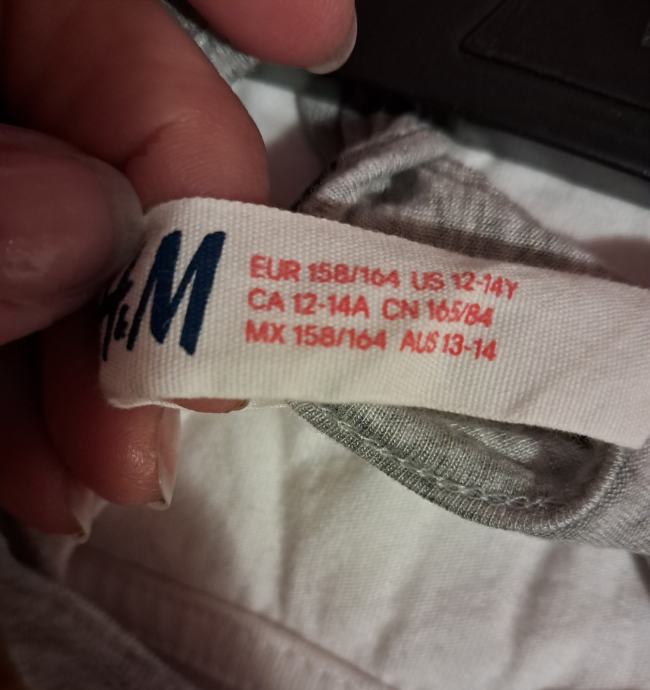 H&M
EUR 158/164 US 12-14Y
CA 12-14A CN 165/84
MX 158/164 AUS 13-14